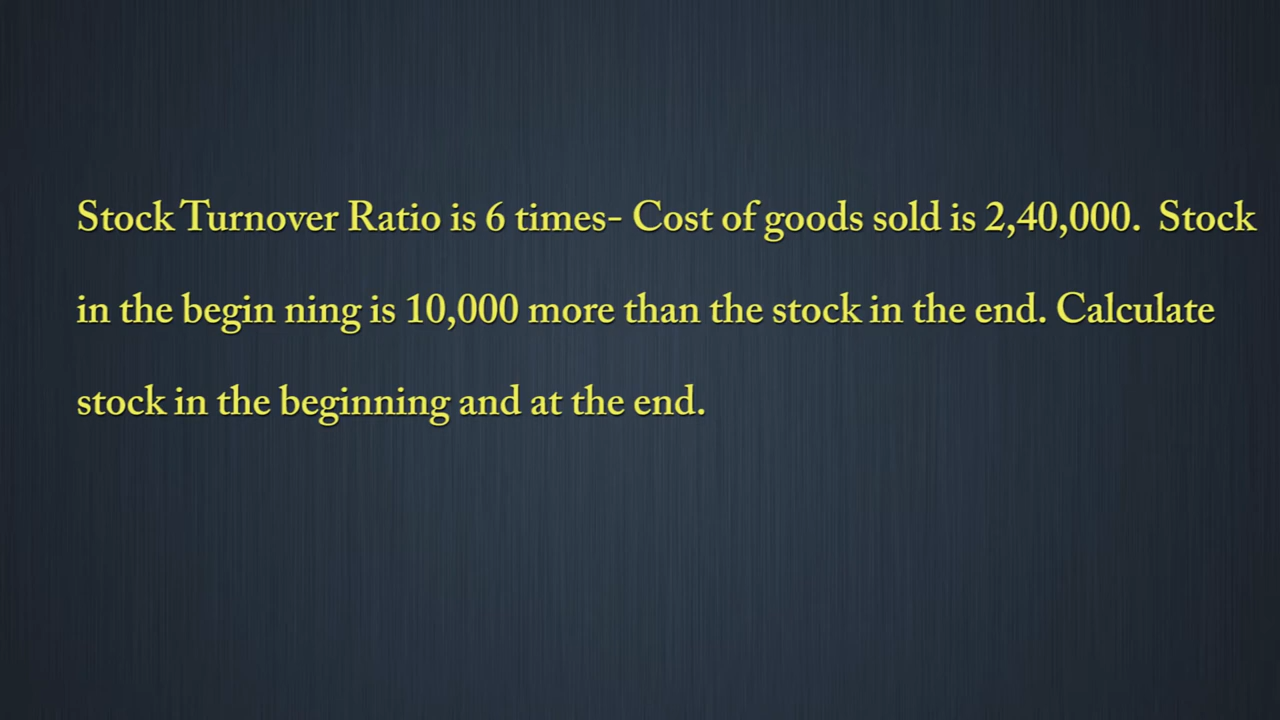 Stock Turnover Ratio is 6 times- Cost of goods sold is 2,40,000.  Stock
in the begin ning is 10,000 more than the stock in the end. Calculate
stock in the beginning and at the end.